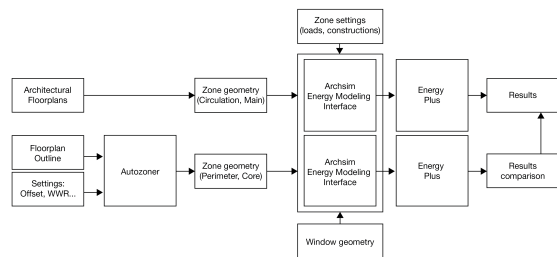 Zone settings
(loads, constructions)
Architectural
Floorplans
Zone geometry
(Circulation, Main)
Archsim
Energy Modeling
Interface
Energy
Plus
Results
Floorplan
Outline
Settings:
Offset, WWR...
Autozoner
Zone geometry
(Perimeter, Core)
Archsim
Energy Modeling
Interface
Energy
Plus
Results
comparison
Window geometry